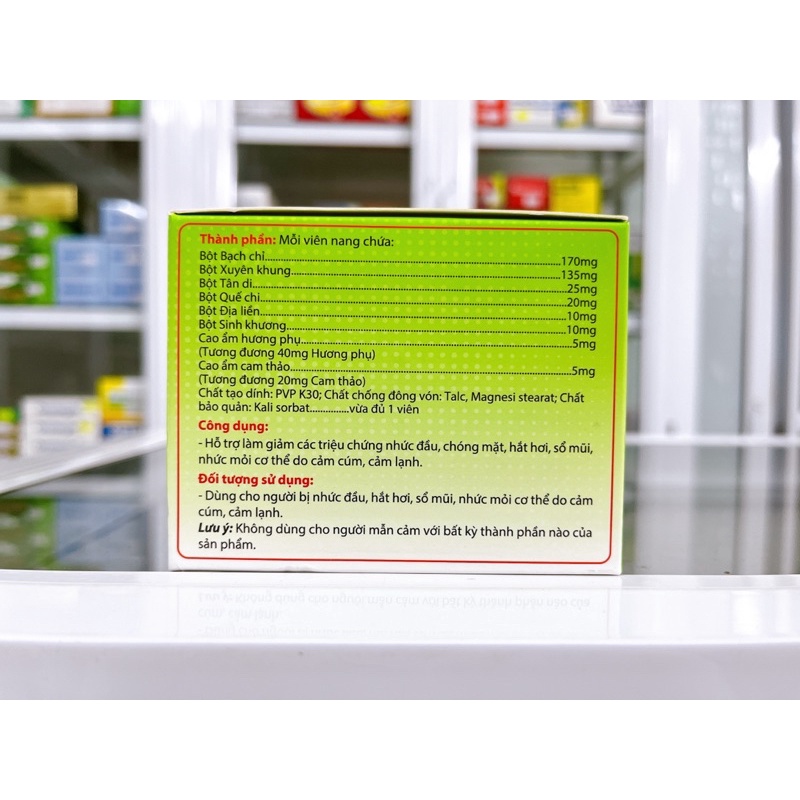 Thành phần: Mỗi viên nang chứa:
Bột Bạch chỉ..........170mg
Bột Xuyên khung..........135mg
Bột Tân di..........25mg
Bột Quế chi..........20mg
Bột Địa liền..........10mg
Bột Sinh khương..........10mg
Cao ẩm hương phụ..........5mg
(Tương đương 40mg Hương phụ)
Cao ẩm cam thảo..........5mg
(Tương đương 20mg Cam thảo)
Chất tạo dính: PVP K30; Chất chống đông vón: Talc, Magnesi stearat; Chất
bảo quản: Kali sorbat..............vừa đủ 1 viên
Công dụng:
- Hỗ trợ làm giảm các triệu chứng nhức đầu, chóng mặt, hắt hơi, sổ mũi,
nhức mỏi cơ thể do cảm cúm, cảm lạnh.
Đối tượng sử dụng:
- Dùng cho người bị nhức đầu, hắt hơi, sổ mũi, nhức mỏi cơ thể do cảm
cúm, cảm lạnh.
Lưu ý: Không dùng cho người mẫn cảm với bất kỳ thành phần nào của
sản phẩm.